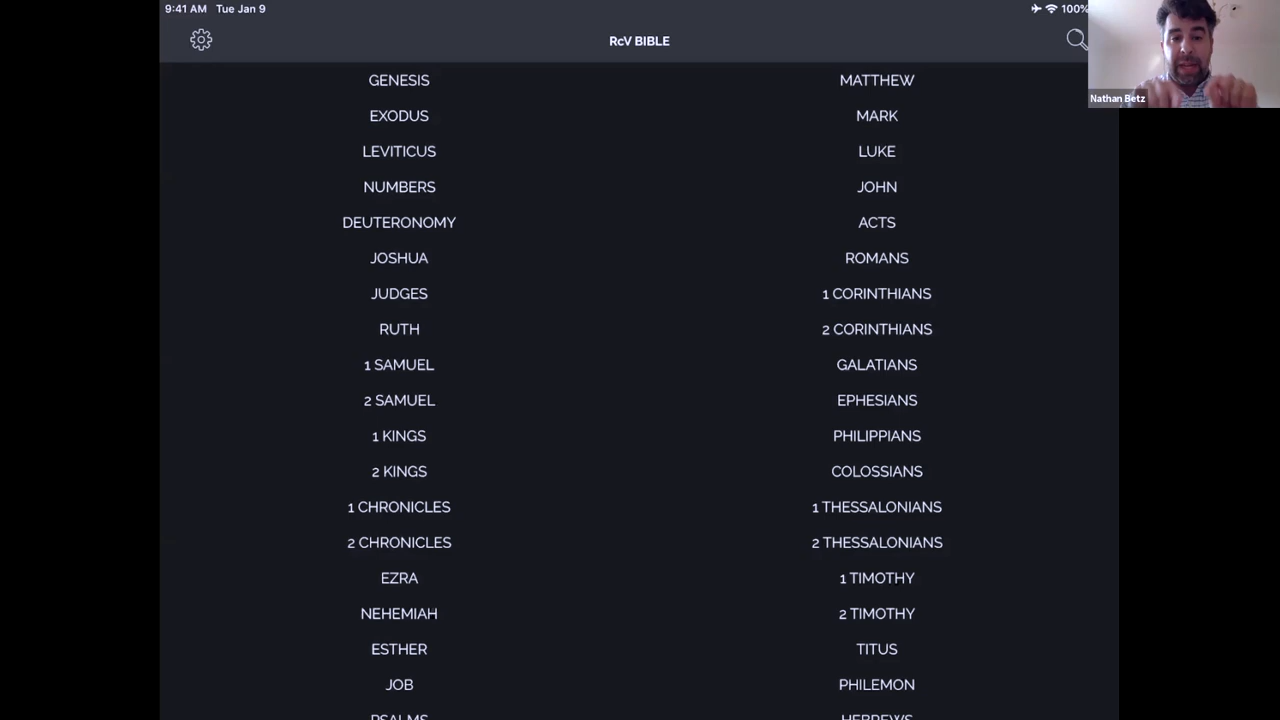 9:41 AM Tue Jan 9
100%
RcV BIBLE
Nathan Betz
GENESIS
EXODUS
LEVITICUS
NUMBERS
DEUTERONOMY
JOSHUA
JUDGES
RUTH
1 SAMUEL
2 SAMUEL
1 KINGS
2 KINGS
1 CHRONICLES
2 CHRONICLES
EZRA
NEHEMIAH
ESTHER
JOB
PSALMS
MATTHEW
MARK
LUKE
JOHN
ACTS
ROMANS
1 CORINTHIANS
2 CORINTHIANS
GALATIANS
EPHESIANS
PHILIPPIANS
COLOSSIANS
1 THESSALONIANS
2 THESSALONIANS
1 TIMOTHY
2 TIMOTHY
TITUS
PHILEMON
HEBREWS